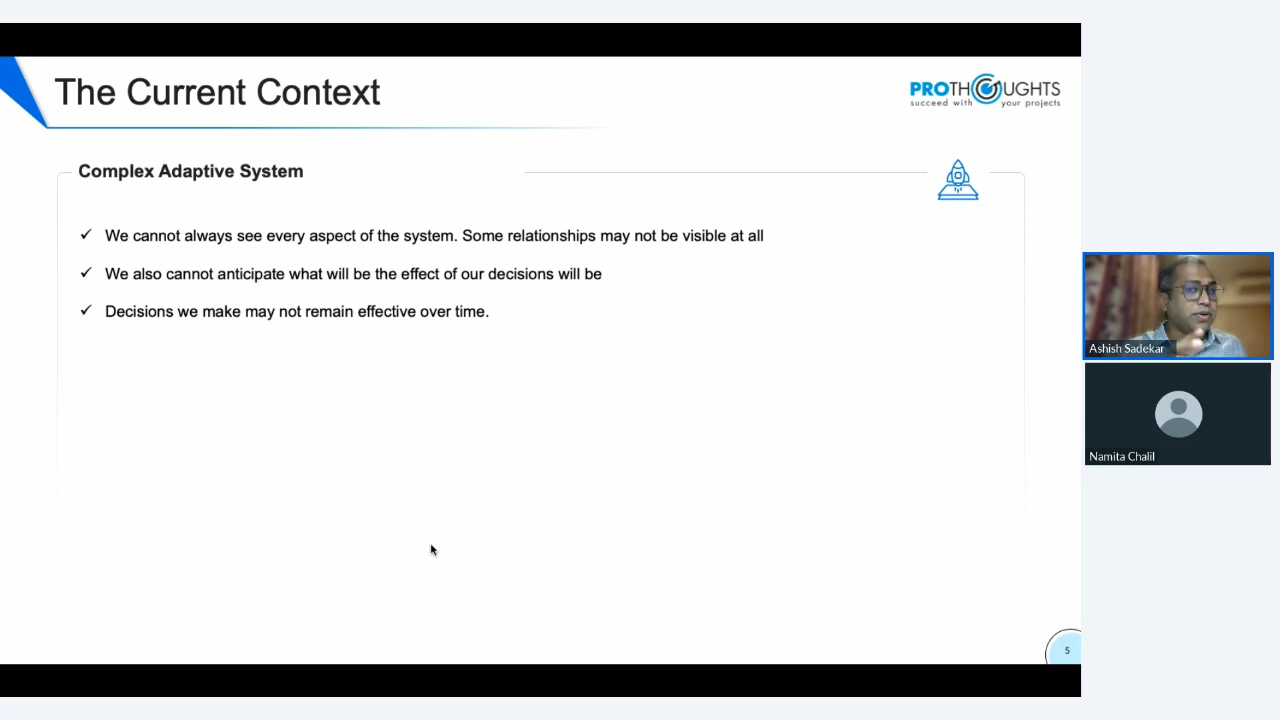 The Current Context
PROTHOUGHTS
succeed with your projects
Complex Adaptive System
We cannot always see every aspect of the system. Some relationships may not be visible at all
We also cannot anticipate what will be the effect of our decisions will be
Decisions we make may not remain effective over time.
Ashish Sadekar
Namita Chalil
5